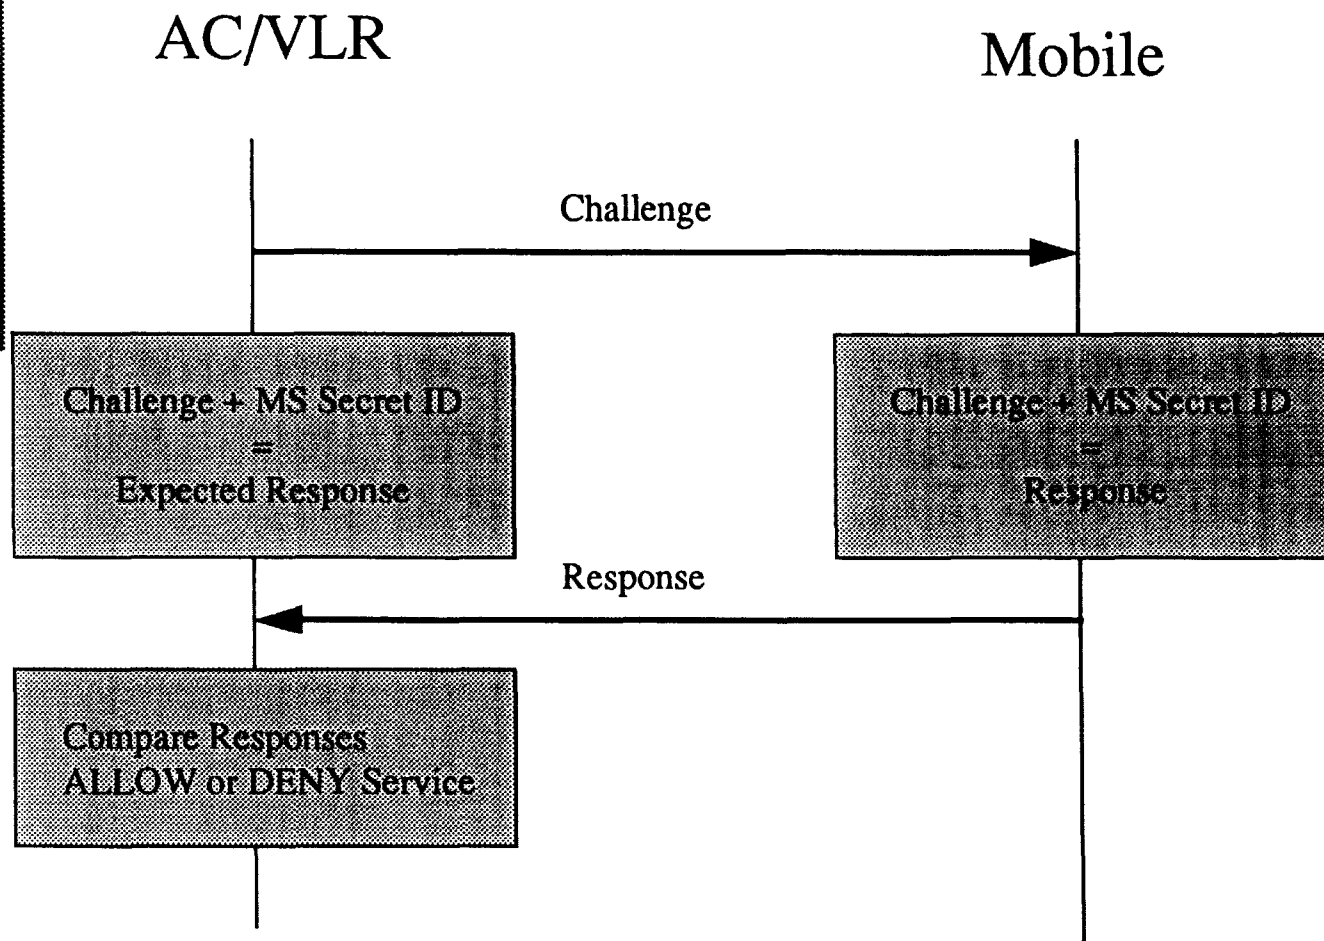 AC/VLR
Mobile
Challenge
Challenge + MS Secret ID
=
Expected Response
Challenge + MS Secret ID
=
Response
Response
Compare Responses
ALLOW or DENY Service